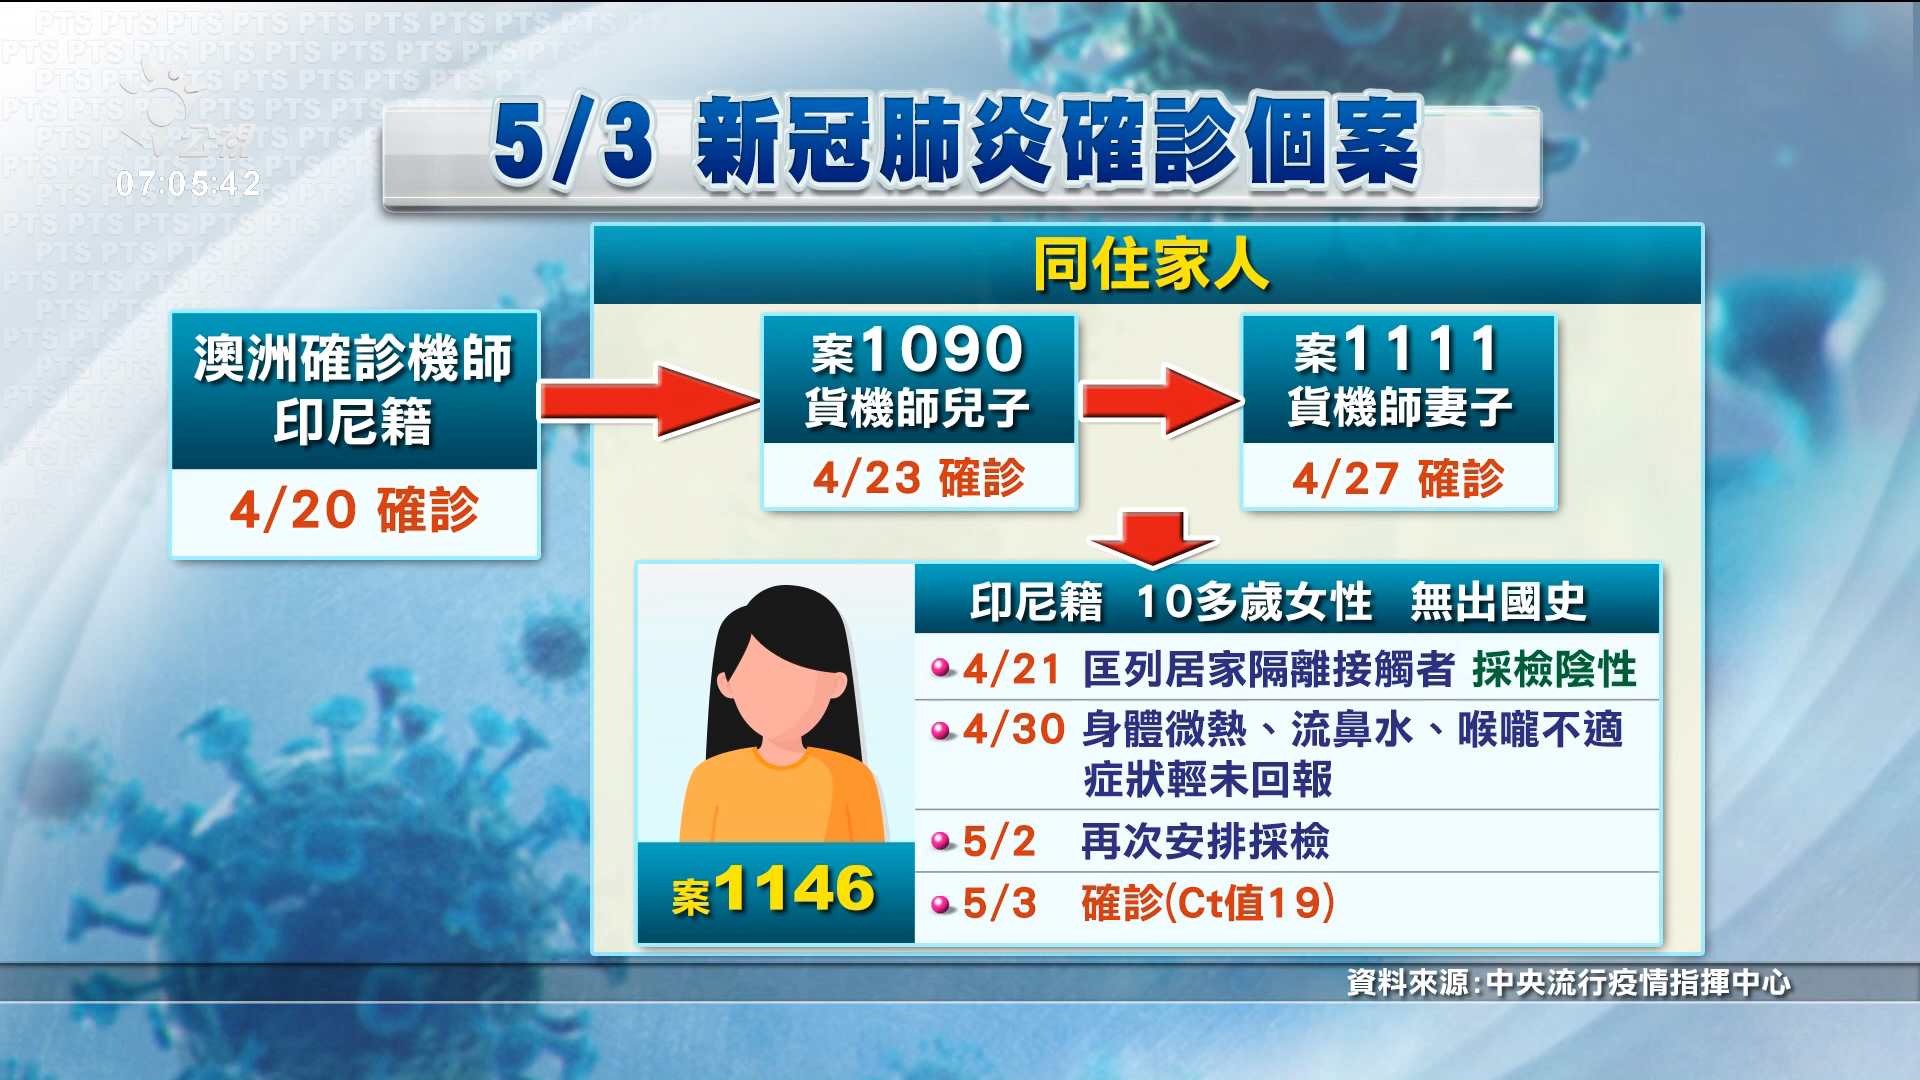 公視
07:05:42
5/3 新冠肺炎確診個案
同住家人
澳洲確診機師
印尼籍
4/20 確診
案1090
貨機師兒子
4/23 確診
案1111
貨機師妻子
4/27 確診
印尼籍 10多歲女性 無出國史
4/21 匡列居家隔離接觸者 採檢陰性
4/30 身體微熱、流鼻水、喉嚨不適
症狀輕未回報
5/2 再次安排採檢
5/3 確診(Ct值19)
案1146
資料來源:中央流行疫情指揮中心